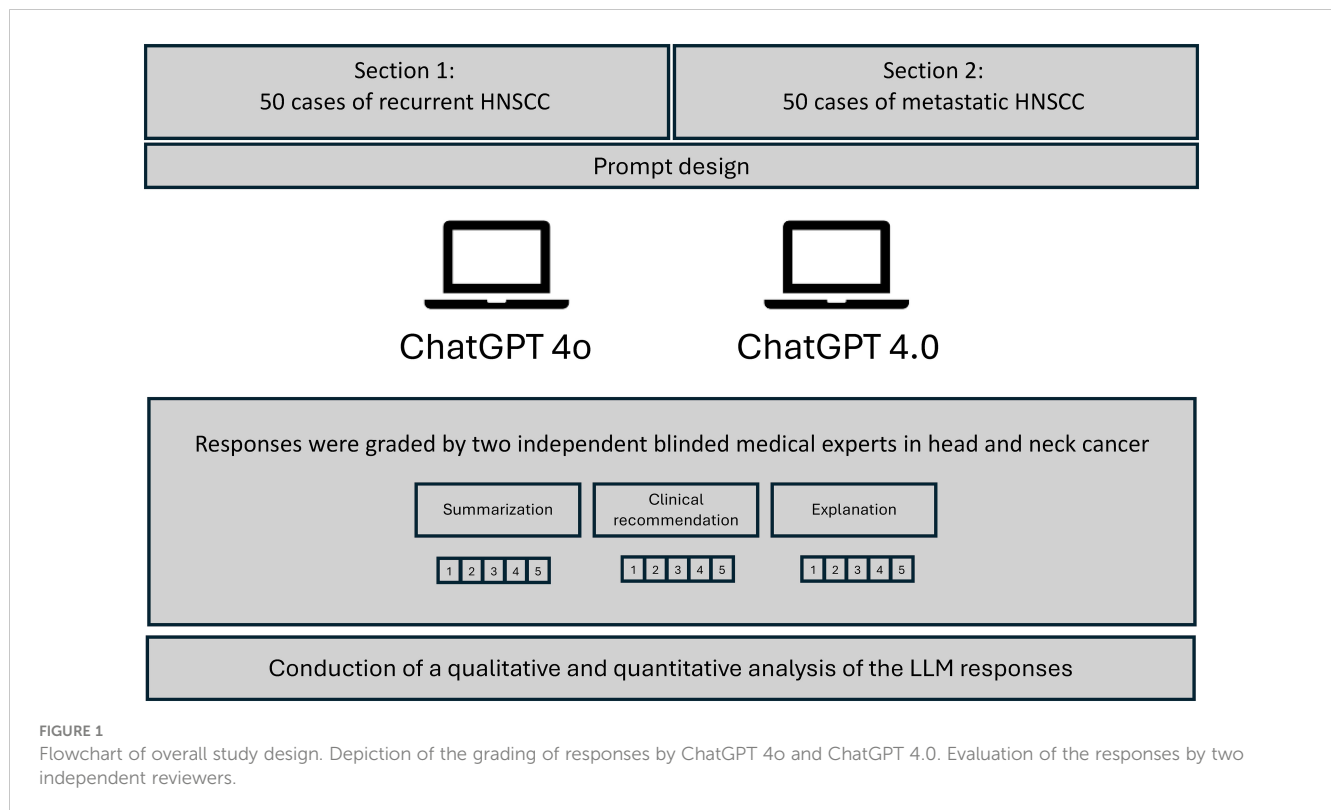 Section 1:
50 cases of recurrent HNSCC
Section 2:
50 cases of metastatic HNSCC
Prompt design
ChatGPT 4o
ChatGPT 4.0
Responses were graded by two independent blinded medical experts in head and neck cancer
Summarization
Clinical
recommendation
Explanation
1 2 3 4 5
1 2 3 4 5
1 2 3 4 5
Conduction of a qualitative and quantitative analysis of the LLM responses
FIGURE 1
Flowchart of overall study design. Depiction of the grading of responses by ChatGPT 4o and ChatGPT 4.0. Evaluation of the responses by two
independent reviewers.